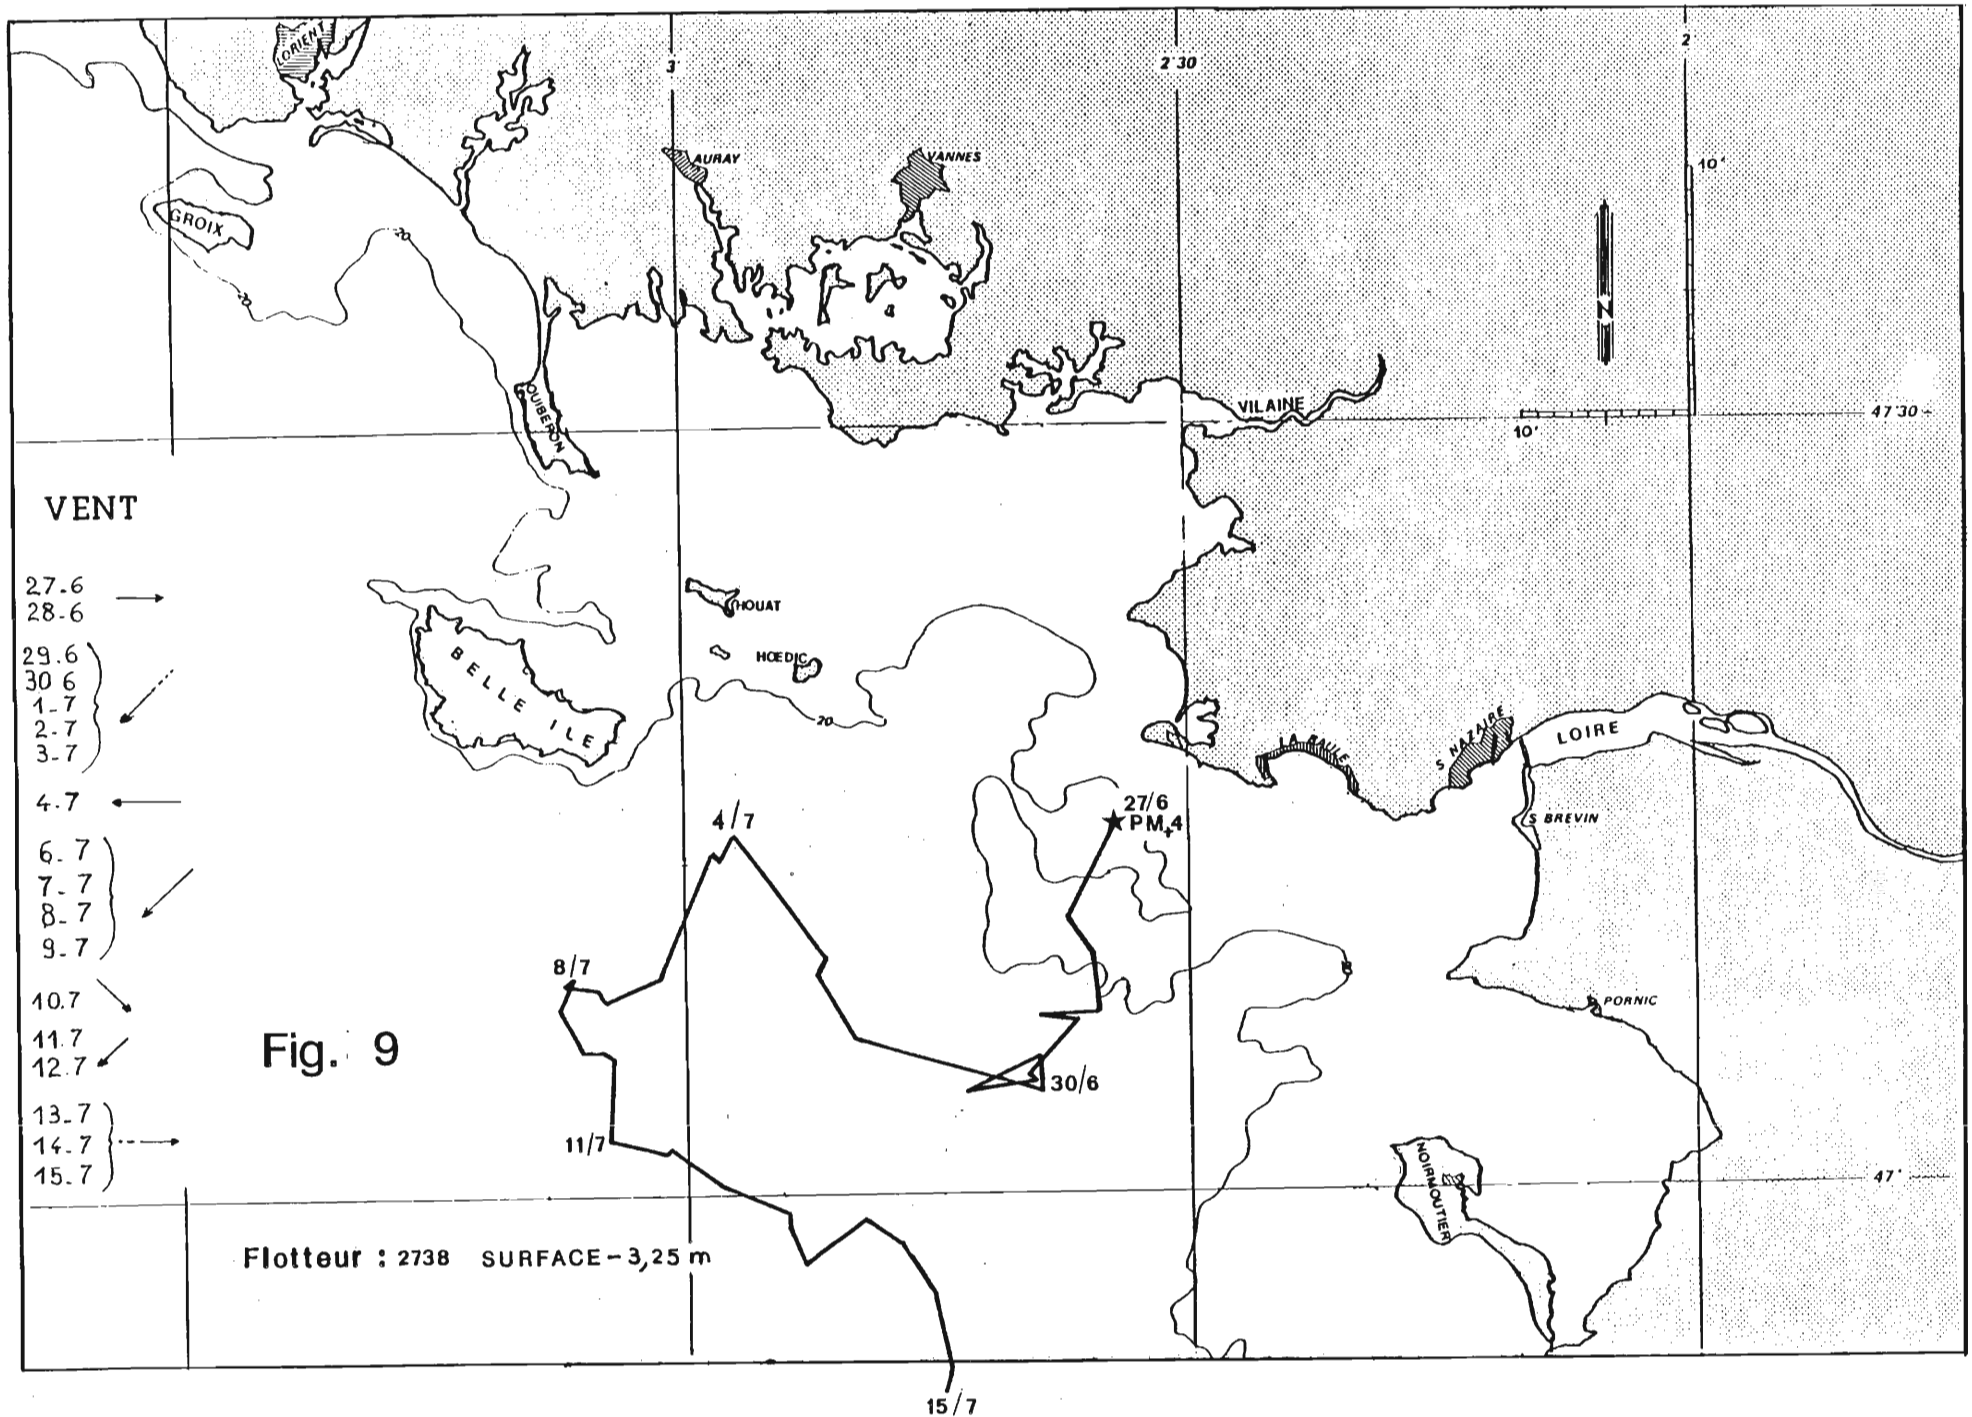 LORIENT
3
2°30
2
AURAY
VANNES
10'
GROIX
20
20
N
QUIBERON
VILAINE
47°30
10'
VENT
27.6
28-6
29.6
30 6
1-7
2-7
3-7
4.7
6-7
7-7
8-7
9-7
10.7
11.7
12.7
13-7
14.7
15.7
HOUAT
HŒDIC
BELLE ILE
20
LA BAULE
S NAZAIRE
LOIRE
S BREVIN
27/6
PM+4
4/7
8/7
PORNIC
Fig. 9
30/6
11/7
NOIRMOUTIER
47°
Flotteur : 2738 SURFACE-3,25 m
15/7